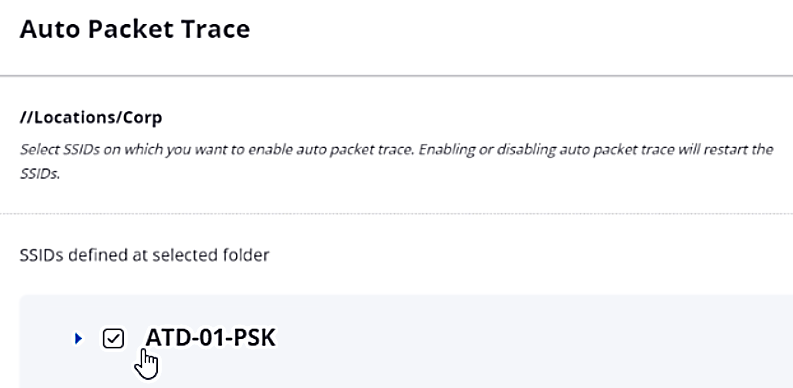 Auto Packet Trace
//Locations/Corp
Select SSIDs on which you want to enable auto packet trace. Enabling or disabling auto packet trace will restart the
SSIDs.
SSIDs defined at selected folder
ATD-01-PSK